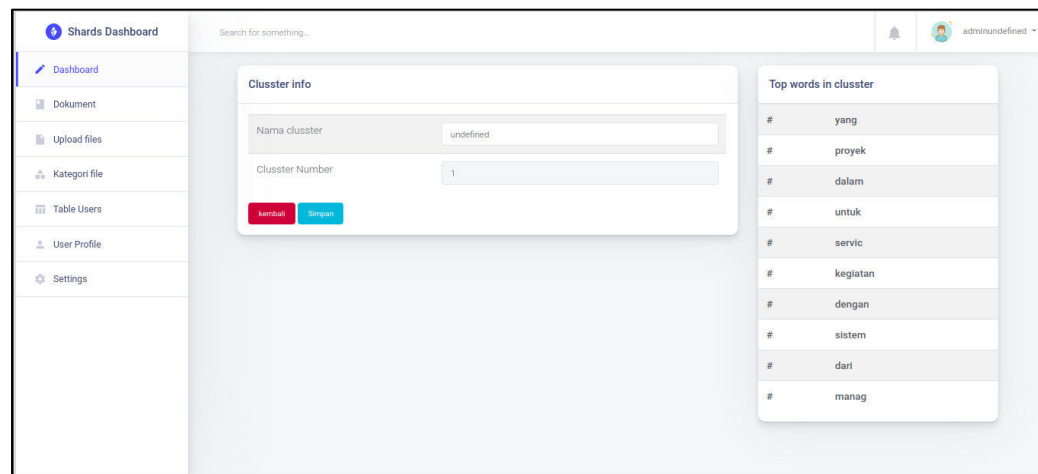 Shards Dashboard
Search for something...
adminundefined
Dashboard
Dokument
Upload files
Kategori file
Table Users
User Profile
Settings
Clusster info
Nama clusster
undefined
Clusster Number
1
kembali
Simpan
Top words in clusster
# yang
# proyek
# dalam
# untuk
# servic
# kegiatan
# dengan
# sistem
# dari
# manag